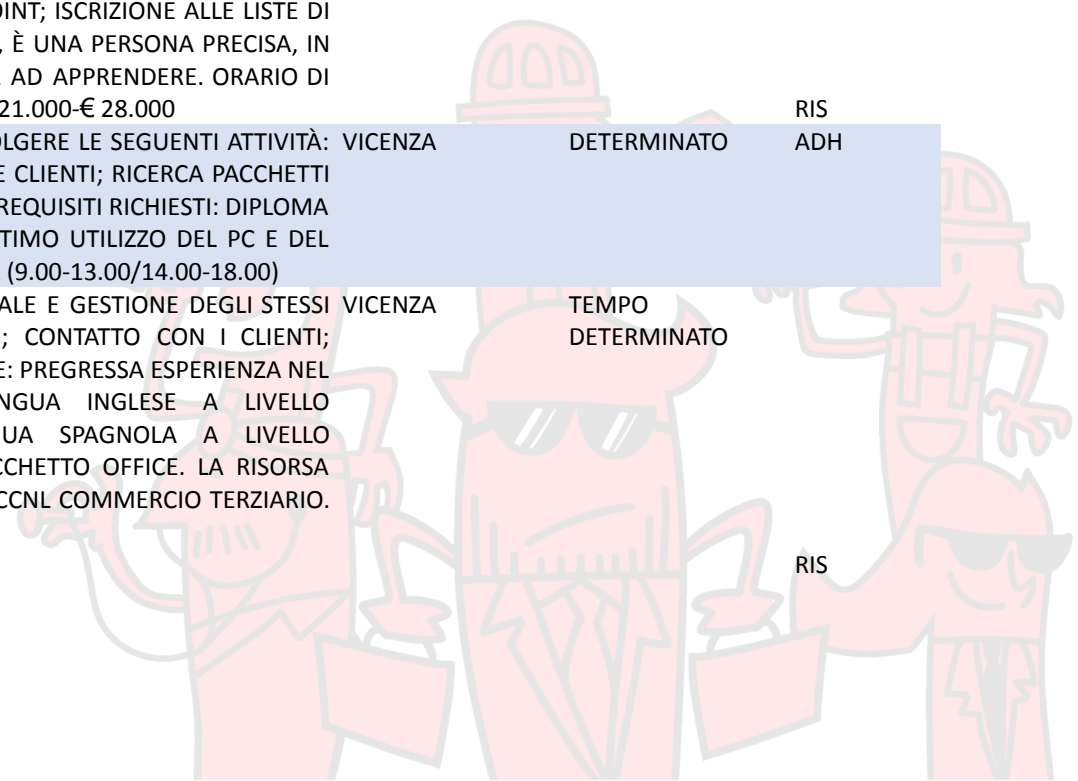 OINT; ISCRIZIONE ALLE LISTE DI
, È UNA PERSONA PRECISA, IN
AD APPRENDERE. ORARIO DI
21.000-€ 28.000 RIS
OLGERE LE SEGUENTI ATTIVITÀ: VICENZA DETERMINATO ADH
E CLIENTI; RICERCA PACCHETTI
REQUISITI RICHIESTI: DIPLOMA
TIMO UTILIZZO DEL PC E DEL
(9.00-13.00/14.00-18.00)
ALE E GESTIONE DEGLI STESSI VICENZA TEMPO
; CONTATTO CON I CLIENTI; DETERMINATO
E: PREGRESSA ESPERIENZA NEL
NGUA INGLESE A LIVELLO
UA SPAGNOLA A LIVELLO
CCHETTO OFFICE. LA RISORSA
CCNL COMMERCIO TERZIARIO.
RIS